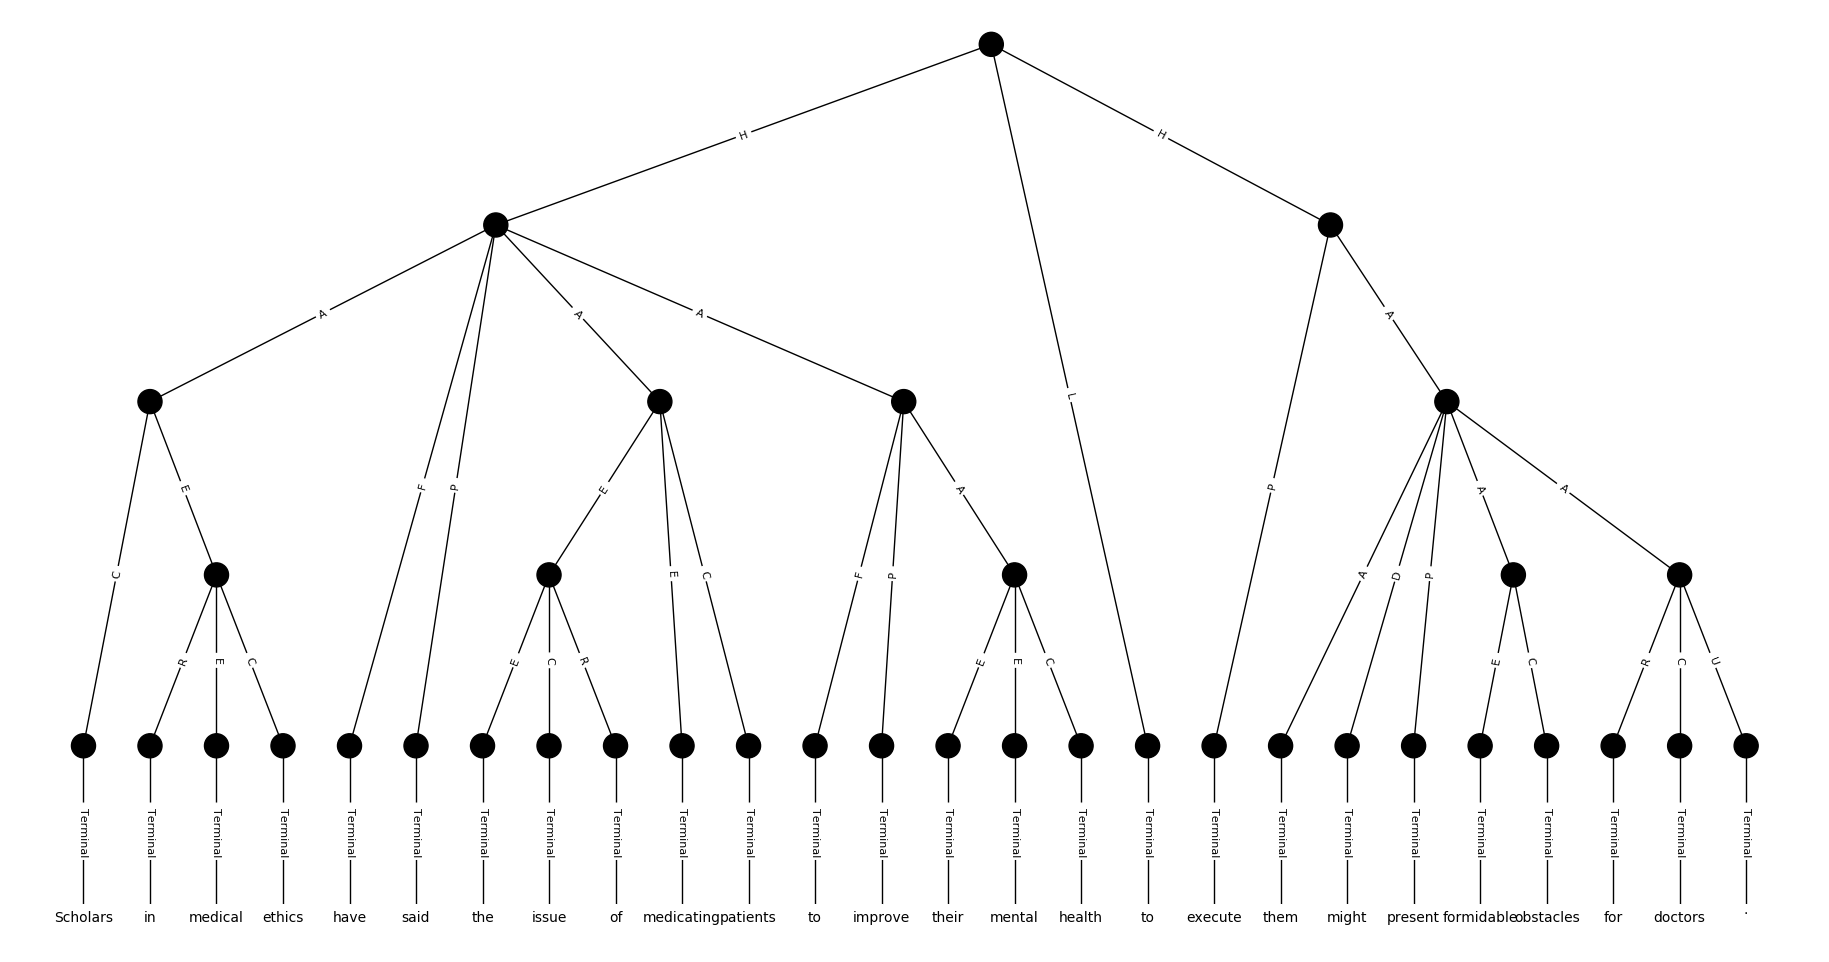 H H
A F P A A L P A
C E E E C F P A A D P A A
R E C E C R E E C E C R C U
Terminal Terminal Terminal Terminal Terminal Terminal Terminal Terminal Terminal Terminal Terminal Terminal Terminal Terminal Terminal Terminal Terminal Terminal Terminal Terminal Terminal Terminal Terminal Terminal Terminal Terminal
Scholars in medical ethics have said the issue of medicating patients to improve their mental health to execute them might present formidable obstacles for doctors .